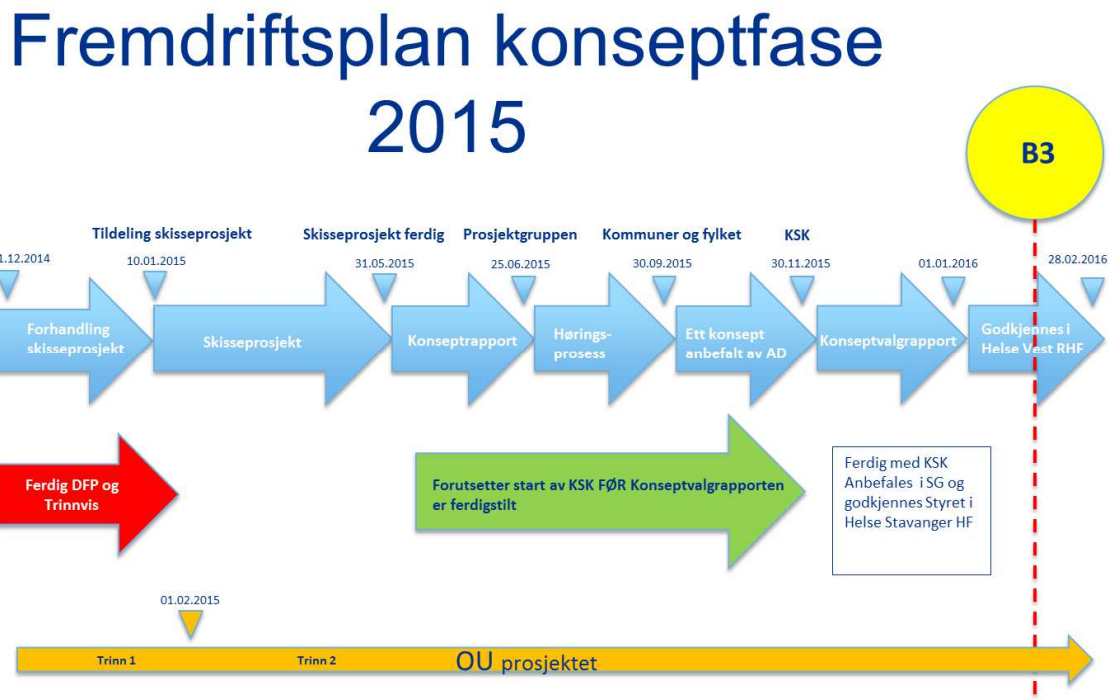 Fremdriftsplan konseptfase
2015
B3
Tildeling skisseprosjekt
Skisseprosjekt ferdig
Prosjektgruppen
Kommuner og fylket
KSK
1.12.2014
10.01.2015
31.05.2015
25.06.2015
30.09.2015
30.11.2015
01.01.2016
28.02.2016
Forhandling
skisseprosjekt
Skisseprosjekt
Konseptrapport
Hørings-
prosess
Ett konsept
anbefalt av AD
Konseptvalgrapport
Godkjennes i
Helse Vest RHF
Ferdig DFP og
Trinnvis
Forutsetter start av KSK FØR Konseptvalgrapporten
er ferdigstilt
Ferdig med KSK
Anbefales i SG og
godkjennes Styret i
Helse Stavanger HF
01.02.2015
Trinn 1
Trinn 2
OU prosjektet